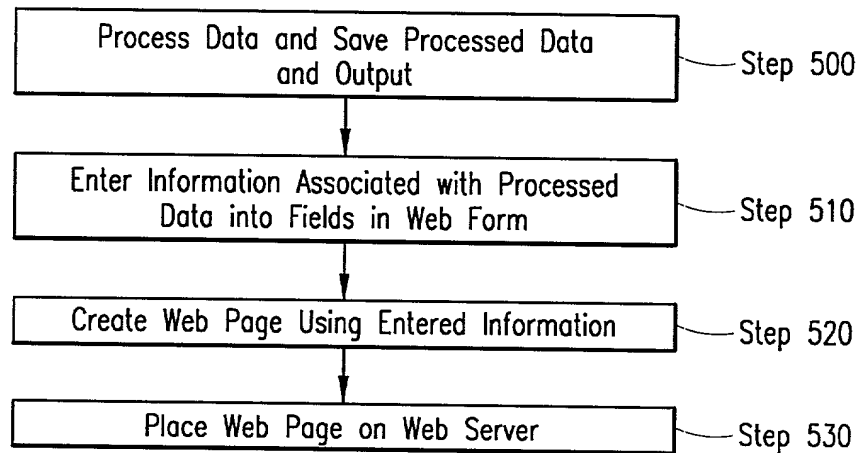 Process Data and Save Processed Data
and Output
Step 500
Enter Information Associated with Processed
Data into Fields in Web Form
Step 510
Create Web Page Using Entered Information
Step 520
Place Web Page on Web Server
Step 530